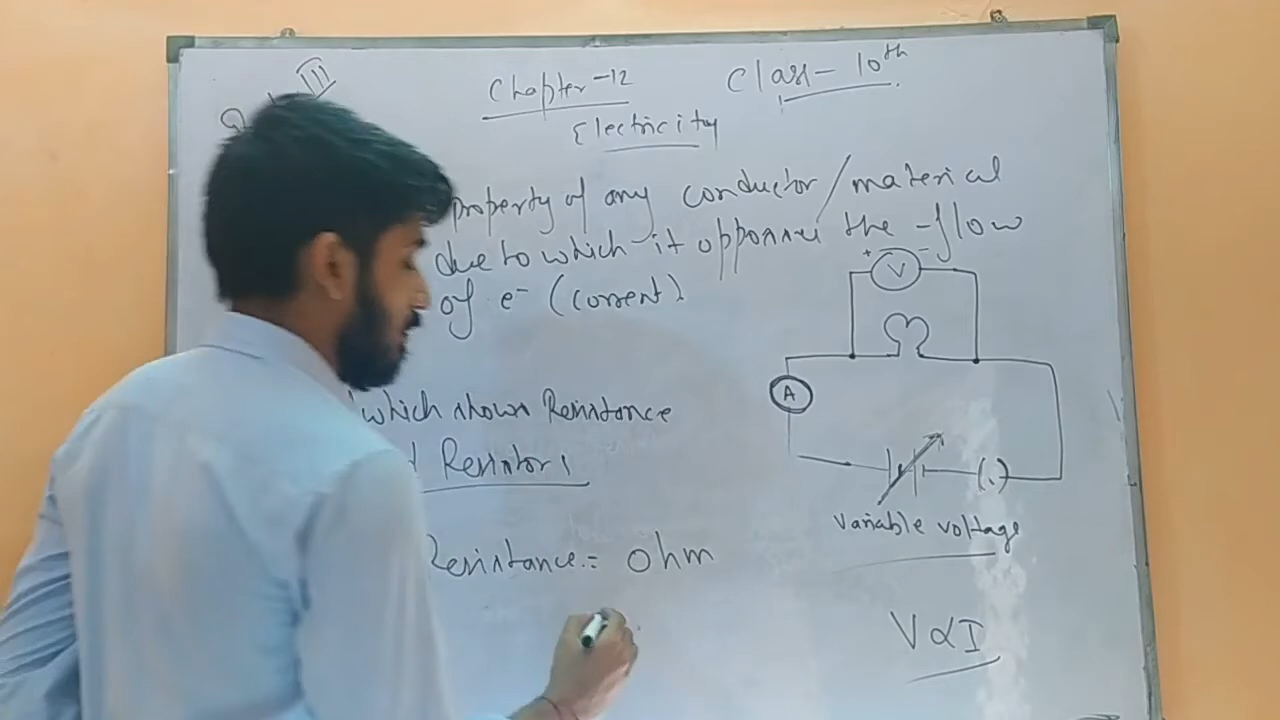 III
Chapter-12
Class- 10th
Electricity
property of any conductor/material
due to which it opposses the flow
of e- (current).
+ V -
A
which shows Resistance
Resistors
(.)
Variable voltage
Resistance:= ohm
V∝I